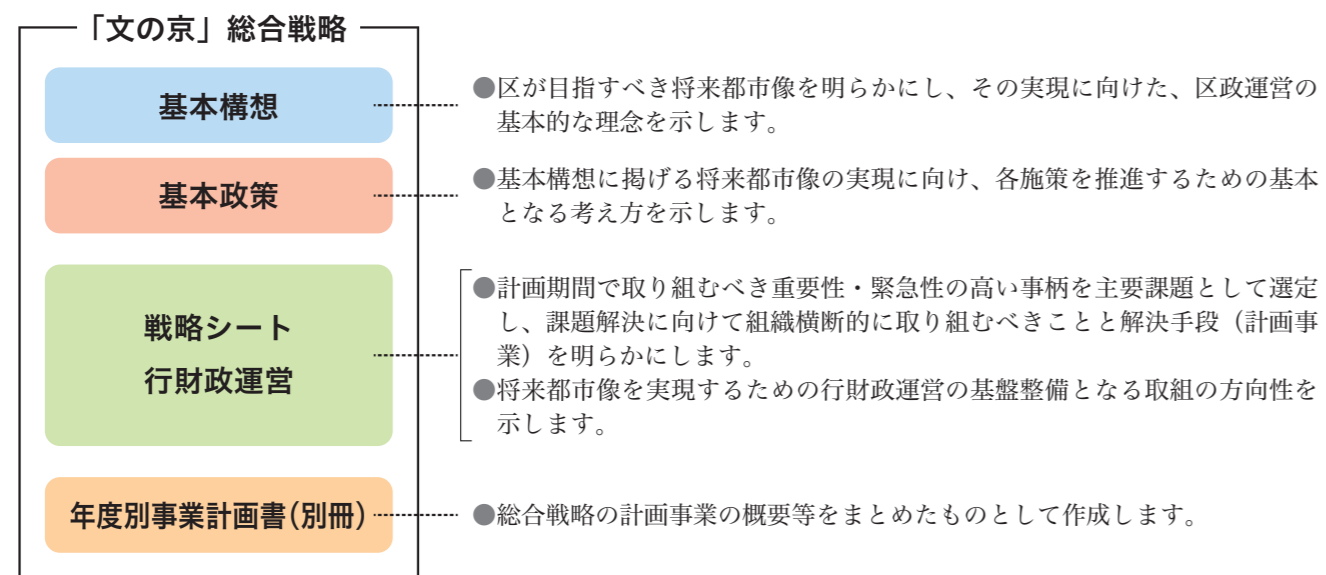 「文の京」総合戦略
基本構想
●区が目指すべき将来都市像を明らかにし、その実現に向けた、区政運営の
基本的な理念を示します。
基本政策
●基本構想に掲げる将来都市像の実現に向け、各施策を推進するための基本
となる考え方を示します。
戦略シート
行財政運営
●計画期間で取り組むべき重要性・緊急性の高い事柄を主要課題として選定
し、課題解決に向けて組織横断的に取り組むべきことと解決手段（計画事
業）を明らかにします。
●将来都市像を実現するための行財政運営の基盤整備となる取組の方向性を
示します。
年度別事業計画書（別冊）
●総合戦略の計画事業の概要等をまとめたものとして作成します。